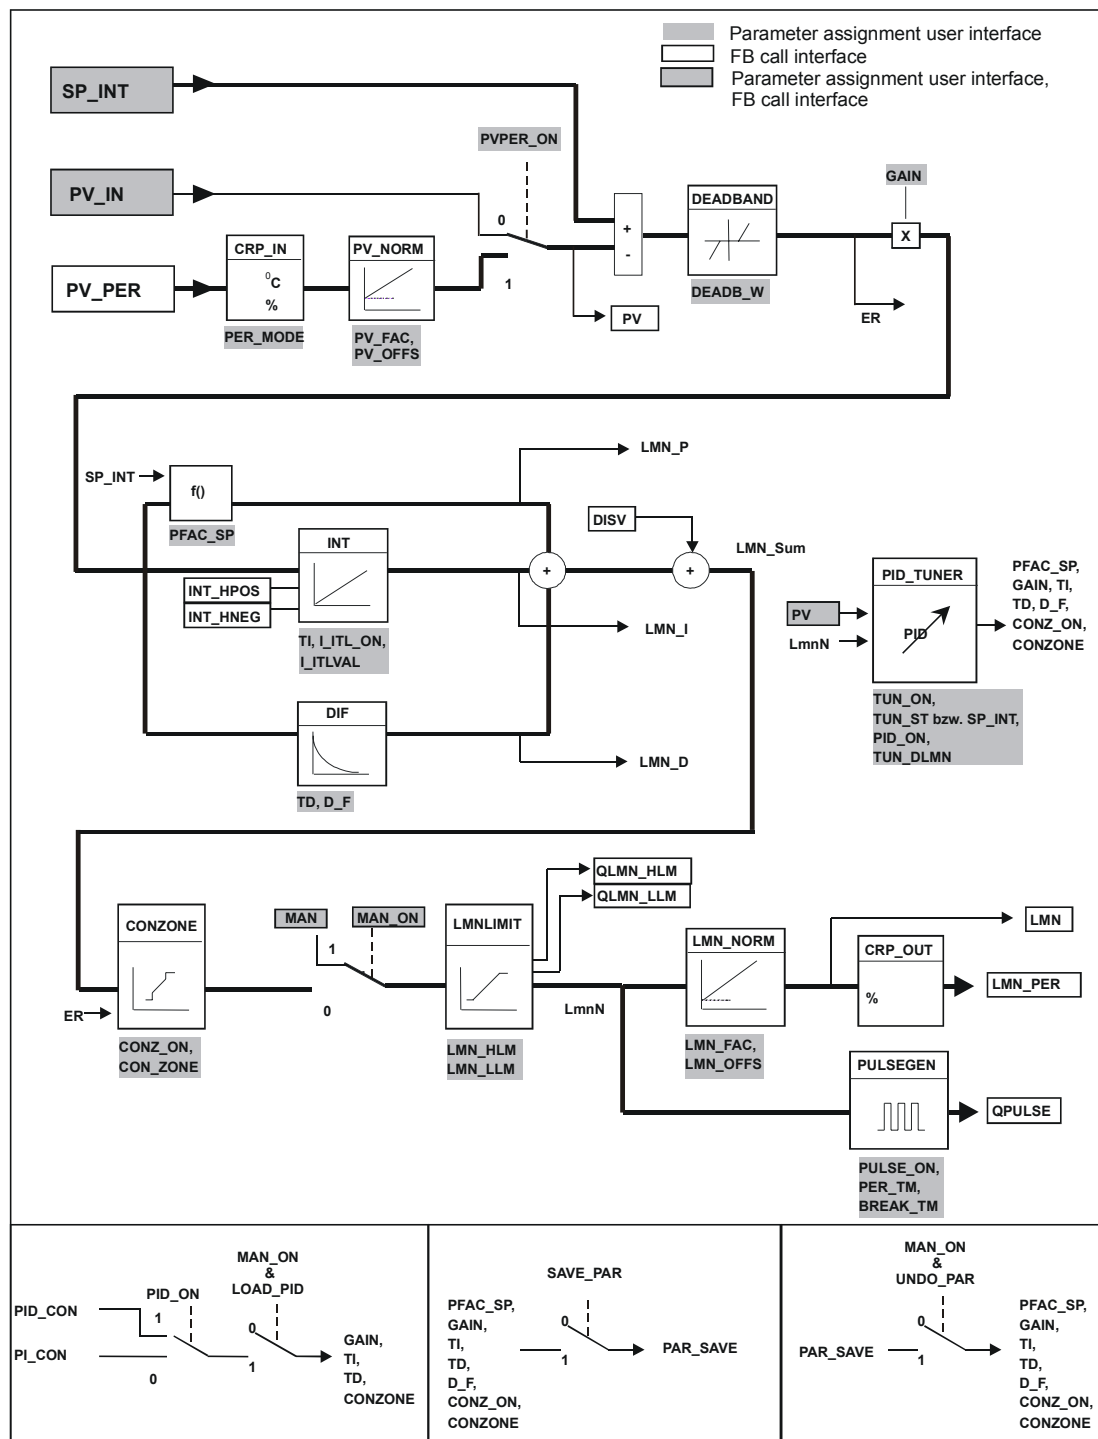 Parameter assignment user interface
FB call interface
Parameter assignment user interface,
FB call interface
SP_INT
PVPER_ON
PV_IN
GAIN
DEADBAND
0
+
-
X
CRP_IN
PV_NORM
PV_PER
0C
%
1
DEADB_W
PV
ER
PER_MODE
PV_FAC,
PV_OFFS
LMN_P
SP_INT
f()
PFAC_SP
DISV
INT
LMN_Sum
+
+
INT_HPOS
INT_HNEG
LMN_I
TI, I_ITL_ON,
I_ITLVAL
PID_TUNER
PV
LmnN
PID
PFAC_SP,
GAIN, TI,
TD, D_F,
CONZ_ON,
CONZONE
TUN_ON,
TUN_ST bzw. SP_INT,
PID_ON,
TUN_DLMN
DIF
LMN_D
TD, D_F
QLMN_HLM
QLMN_LLM
CONZONE
MAN
MAN_ON
LMNLIMIT
LMN_NORM
CRP_OUT
LMN
1
0
ER
LmnN
%
LMN_PER
CONZ_ON,
CON_ZONE
LMN_HLM
LMN_LLM
LMN_FAC,
LMN_OFFS
PULSEGEN
QPULSE
PULSE_ON,
PER_TM,
BREAK_TM
MAN_ON
&
LOAD_PID
PID_ON
PID_CON
1
0
PI_CON
0
1
GAIN,
TI,
TD,
CONZONE
SAVE_PAR
PFAC_SP,
GAIN,
TI,
TD,
D_F,
CONZ_ON,
CONZONE
0
1
PAR_SAVE
MAN_ON
&
UNDO_PAR
PAR_SAVE
0
1
PFAC_SP,
GAIN,
TI,
TD,
D_F,
CONZ_ON,
CONZONE